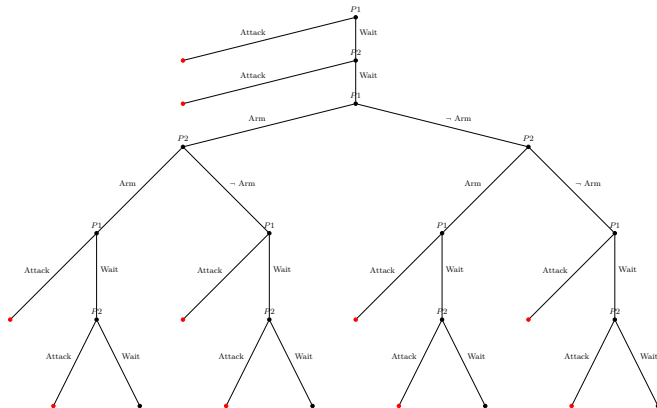 P1
Attack Wait
P2
Attack Wait
P1
Arm ¬ Arm
P2 P2
Arm ¬ Arm Arm ¬ Arm
P1 P1 P1 P1
Attack Wait Attack Wait Attack Wait Attack Wait
P2 P2 P2 P2
Attack Wait Attack Wait Attack Wait Attack Wait